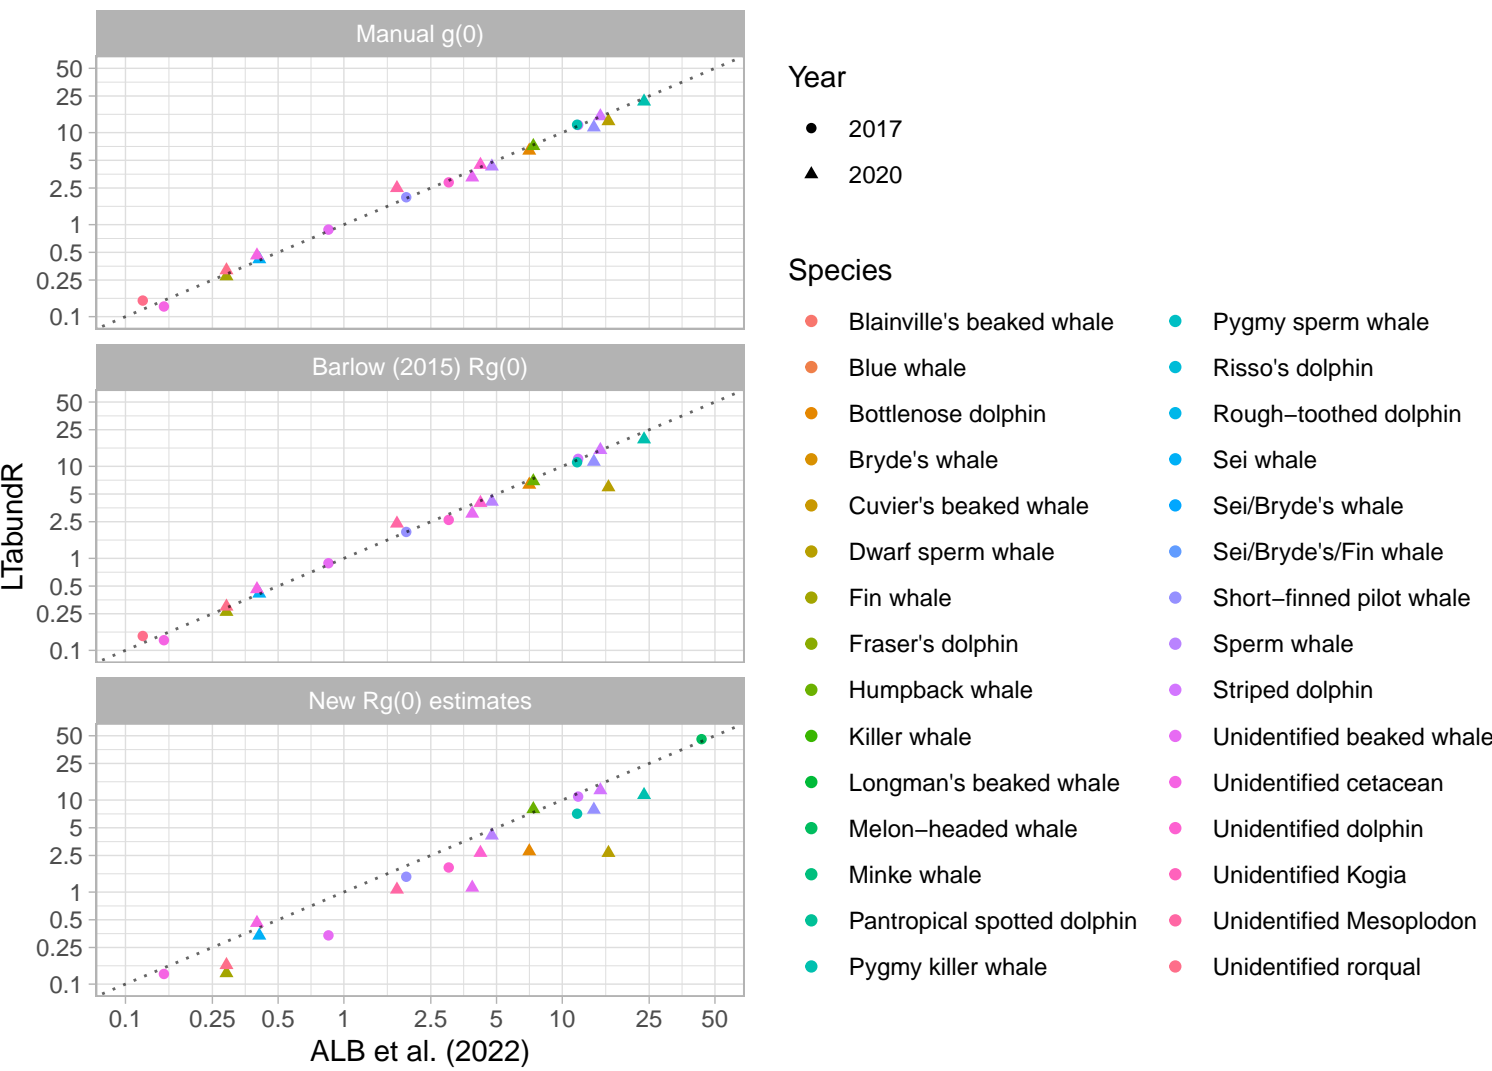 Manual g(0)
50
25
10
5
2.5
1
0.5
0.25
0.1
Barlow (2015) Rg(0)
50
25
10
5
2.5
1
0.5
0.25
0.1
New Rg(0) estimates
50
25
10
5
2.5
1
0.5
0.25
0.1
0.1 0.25 0.5 1 2.5 5 10 25 50
ALB et al. (2022)
LTabundR
Year
2017
2020
Species
Blainville's beaked whale
Blue whale
Bottlenose dolphin
Bryde's whale
Cuvier's beaked whale
Dwarf sperm whale
Fin whale
Fraser's dolphin
Humpback whale
Killer whale
Longman's beaked whale
Melon−headed whale
Minke whale
Pantropical spotted dolphin
Pygmy killer whale
Pygmy sperm whale
Risso's dolphin
Rough−toothed dolphin
Sei whale
Sei/Bryde's whale
Sei/Bryde's/Fin whale
Short−finned pilot whale
Sperm whale
Striped dolphin
Unidentified beaked whale
Unidentified cetacean
Unidentified dolphin
Unidentified Kogia
Unidentified Mesoplodon
Unidentified rorqual